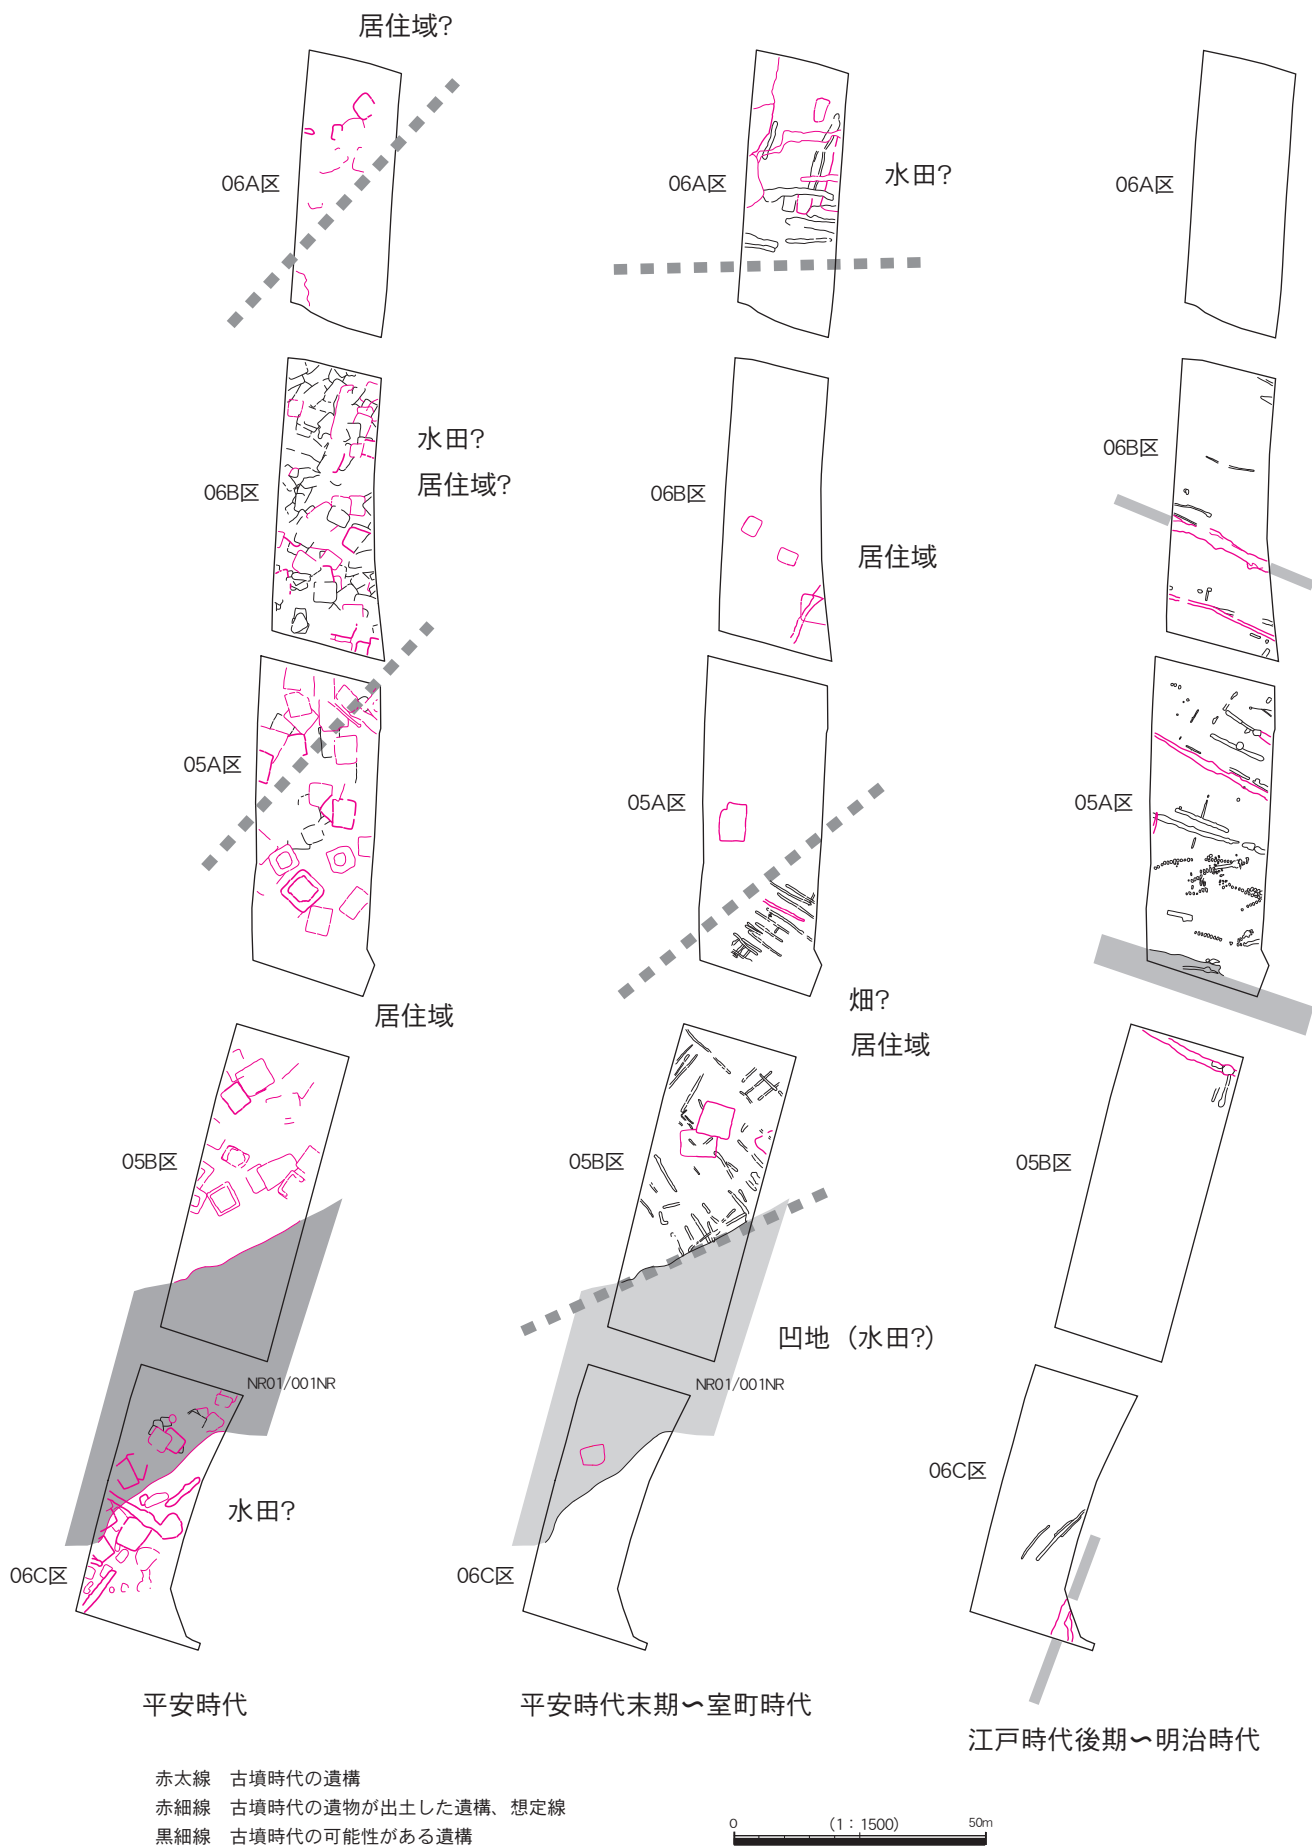 居住域?
06A区
水田?
居住域?
06B区
05A区
居住域
05B区
NR01/001NR
水田?
06C区
平安時代
06A区
水田?
06B区
居住域
05A区
畑?
居住域
05B区
凹地（水田?）
NR01/001NR
06C区
平安時代末期〜室町時代
06A区
06B区
05A区
05B区
06C区
江戸時代後期〜明治時代
赤太線　古墳時代の遺構
赤細線　古墳時代の遺物が出土した遺構、想定線
黒細線　古墳時代の可能性がある遺構
0 （1：1500） 50m